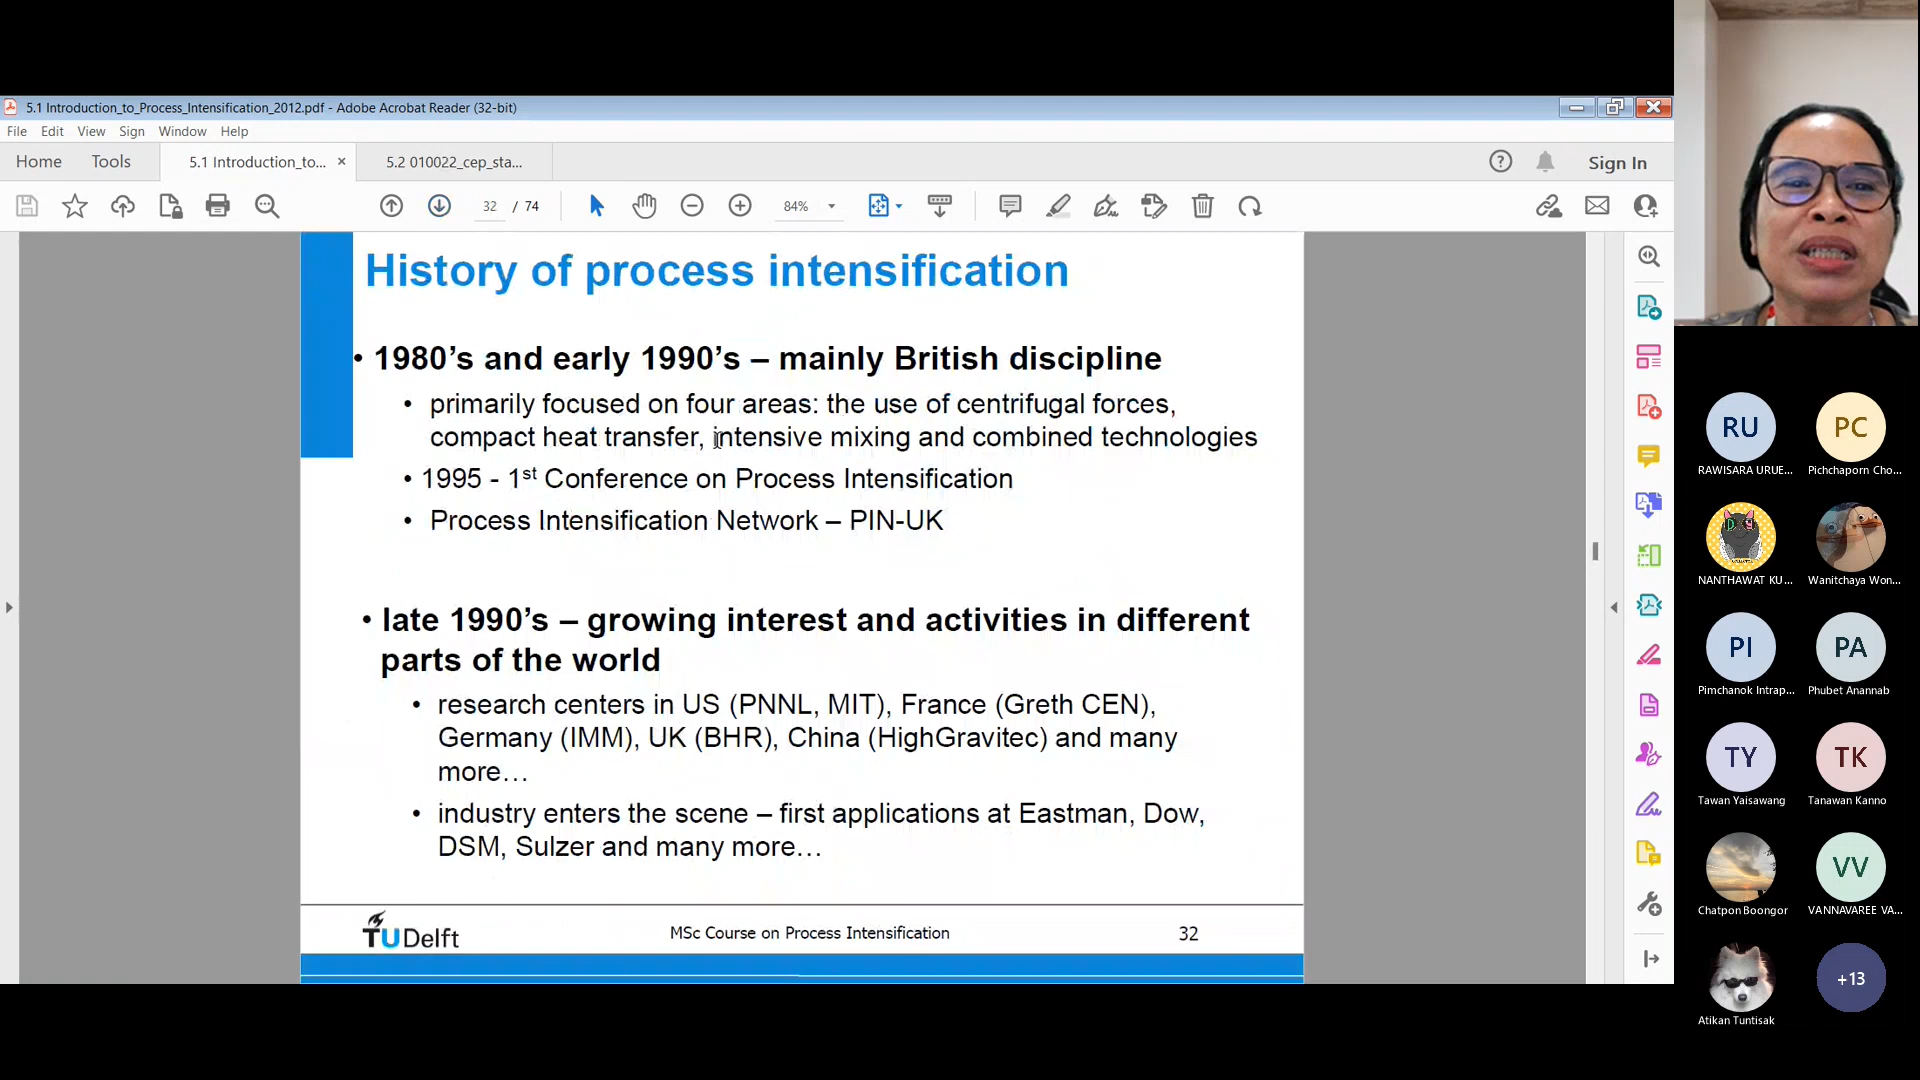 5.1 Introduction_to_Process_Intensification_2012.pdf - Adobe Acrobat Reader (32-bit)
File Edit View Sign Window Help
Home Tools 5.1 Introduction_to... × 5.2 010022_cep_sta... Sign In
32 / 74 84%
History of process intensification
• 1980’s and early 1990’s – mainly British discipline
• primarily focused on four areas: the use of centrifugal forces,
compact heat transfer, intensive mixing and combined technologies
• 1995 - 1st Conference on Process Intensification
• Process Intensification Network – PIN-UK
• late 1990’s – growing interest and activities in different
parts of the world
• research centers in US (PNNL, MIT), France (Greth CEN),
Germany (IMM), UK (BHR), China (HighGravitec) and many
more…
• industry enters the scene – first applications at Eastman, Dow,
DSM, Sulzer and many more…
TU Delft MSc Course on Process Intensification 32
RU PC
RAWISARA URUE... Pichchaporn Cho...
NANTHAWAT KU... Wanitchaya Won...
PI PA
Pimchanok Intrap... Phubet Anannab
TY TK
Tawan Yaisawang Tanawan Kanno
VV
Chatpon Boongor VANNAVAREE VA...
+13
Atikan Tuntisak